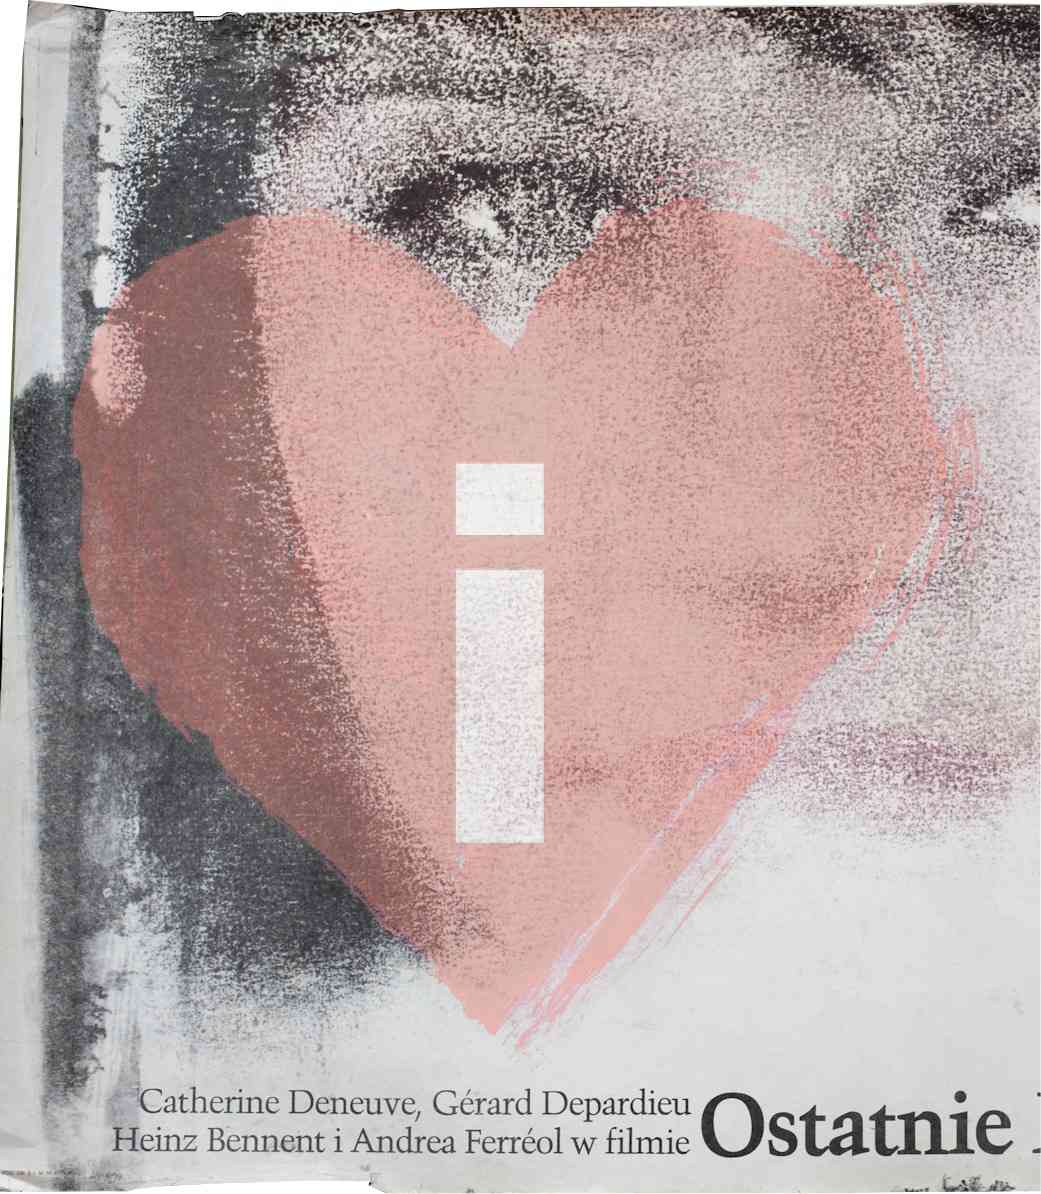 i
Catherine Deneuve, Gérard Depardieu
Heinz Bennent i Andrea Ferréol w filmie
Ostatnie